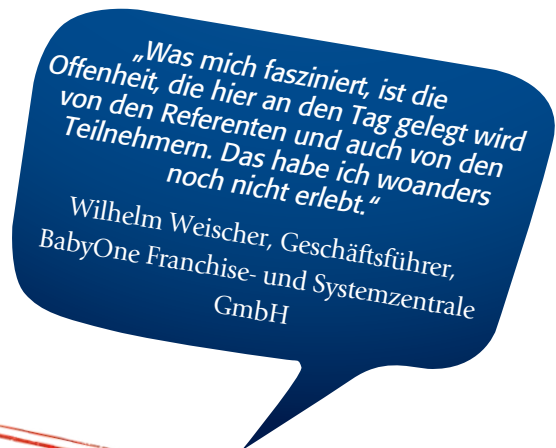 „Was mich fasziniert, ist die
Offenheit, die hier an den Tag gelegt wird
von den Referenten und auch von den
Teilnehmern. Das habe ich woanders
noch nicht erlebt.“
Wilhelm Weischer, Geschäftsführer,
BabyOne Franchise- und Systemzentrale
GmbH